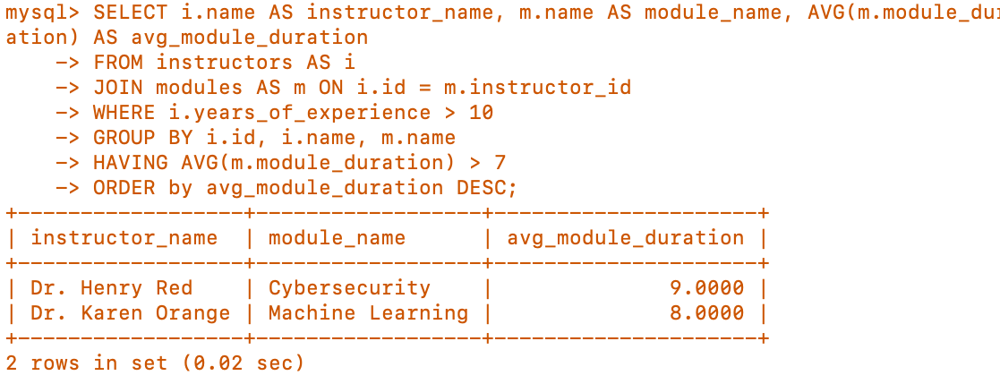 mysql> SELECT i.name AS instructor_name, m.name AS module_name, AVG(m.module_dur
ation) AS avg_module_duration
    -> FROM instructors AS i
    -> JOIN modules AS m ON i.id = m.instructor_id
    -> WHERE i.years_of_experience > 10
    -> GROUP BY i.id, i.name, m.name
    -> HAVING AVG(m.module_duration) > 7
    -> ORDER by avg_module_duration DESC;
+------------------+------------------+---------------------+
| instructor_name  | module_name      | avg_module_duration |
+------------------+------------------+---------------------+
| Dr. Henry Red    | Cybersecurity    |              9.0000 |
| Dr. Karen Orange | Machine Learning |              8.0000 |
+------------------+------------------+---------------------+
2 rows in set (0.02 sec)